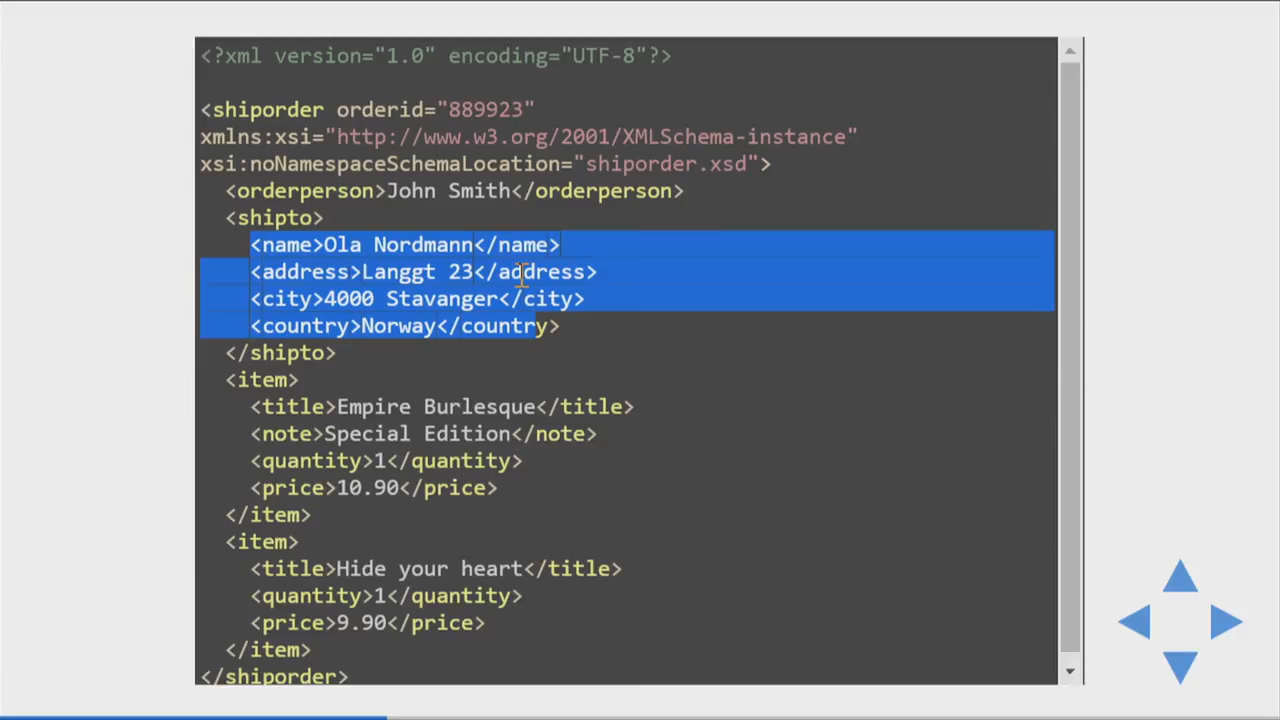 <?xml version="1.0" encoding="UTF-8"?>
<shiporder orderid="889923"
xmlns:xsi="http://www.w3.org/2001/XMLSchema-instance"
xsi:noNamespaceSchemaLocation="shiporder.xsd">
<orderperson>John Smith</orderperson>
<shipto>
<name>Ola Nordmann</name>
<address>Langgt 23</address>
<city>4000 Stavanger</city>
<country>Norway</country>
</shipto>
<item>
<title>Empire Burlesque</title>
<note>Special Edition</note>
<quantity>1</quantity>
<price>10.90</price>
</item>
<item>
<title>Hide your heart</title>
<quantity>1</quantity>
<price>9.90</price>
</item>
</shiporder>